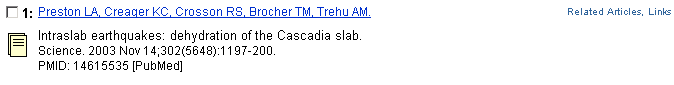 1: Preston LA, Creager KC, Crosson RS, Brocher TM, Trehu AM. Related Articles, Links
Intraslab earthquakes: dehydration of the Cascadia slab.
Science. 2003 Nov 14;302(5648):1197-200.
PMID: 14615535 [PubMed]